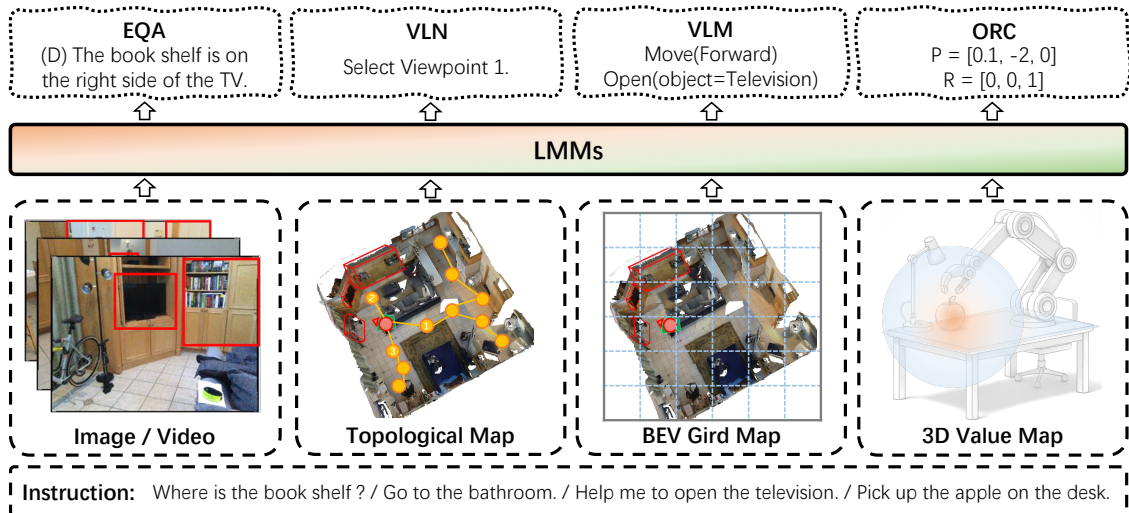 EQA
(D) The book shelf is on
the right side of the TV.
VLN
Select Viewpoint 1.
VLM
Move(Forward)
Open(object=Television)
ORC
P = [0.1, -2, 0]
R = [0, 0, 1]
LMMs
2
1
3
Image / Video
Topological Map
BEV Gird Map
3D Value Map
Instruction: Where is the book shelf ? / Go to the bathroom. / Help me to open the television. / Pick up the apple on the desk.